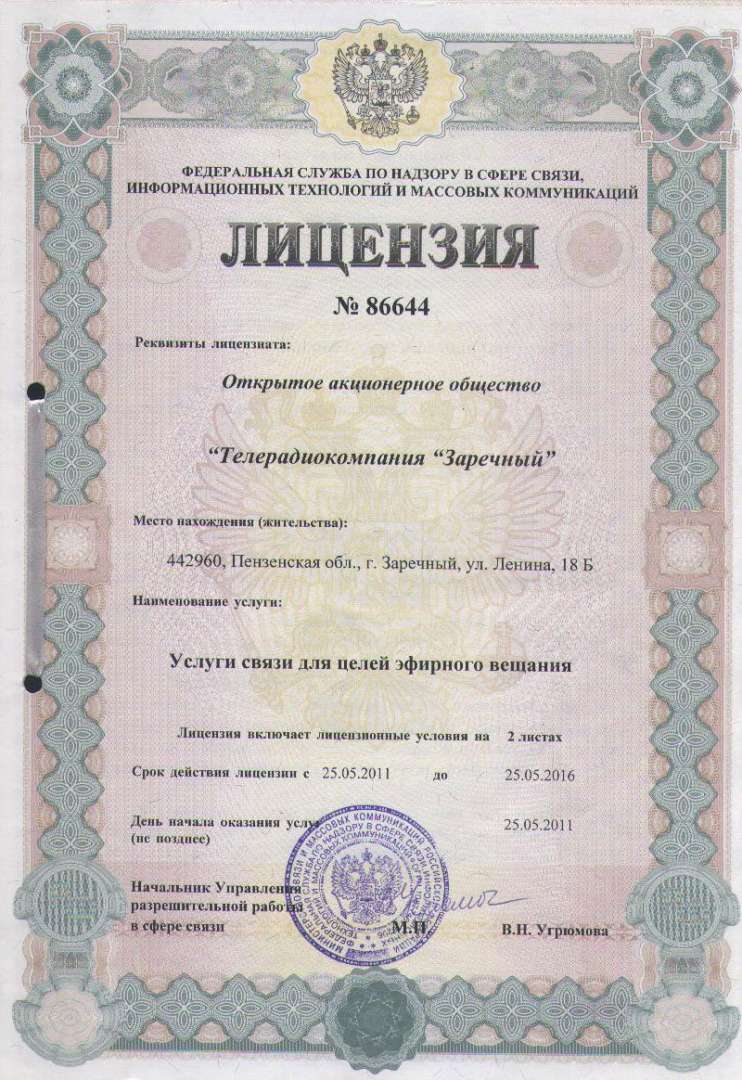 ФЕДЕРАЛЬНАЯ СЛУЖБА ПО НАДЗОРУ В СФЕРЕ СВЯЗИ,
ИНФОРМАЦИОННЫХ ТЕХНОЛОГИЙ И МАССОВЫХ КОММУНИКАЦИЙ
ЛИЦЕНЗИЯ
№ 86644
Реквизиты лицензиата:
Открытое акционерное общество
“Телерадиокомпания “Заречный”
Место нахождения (жительства):
442960, Пензенская обл., г. Заречный, ул. Ленина, 18 Б
Наименование услуги:
Услуги связи для целей эфирного вещания
Лицензия включает лицензионные условия на 2 листах
Срок действия лицензии с 25.05.2011 до 25.05.2016
День начала оказания услуг 25.05.2011
(не позднее)
Начальник Управления
разрешительной работы
в сфере связи М.П. В.Н. Угрюмова